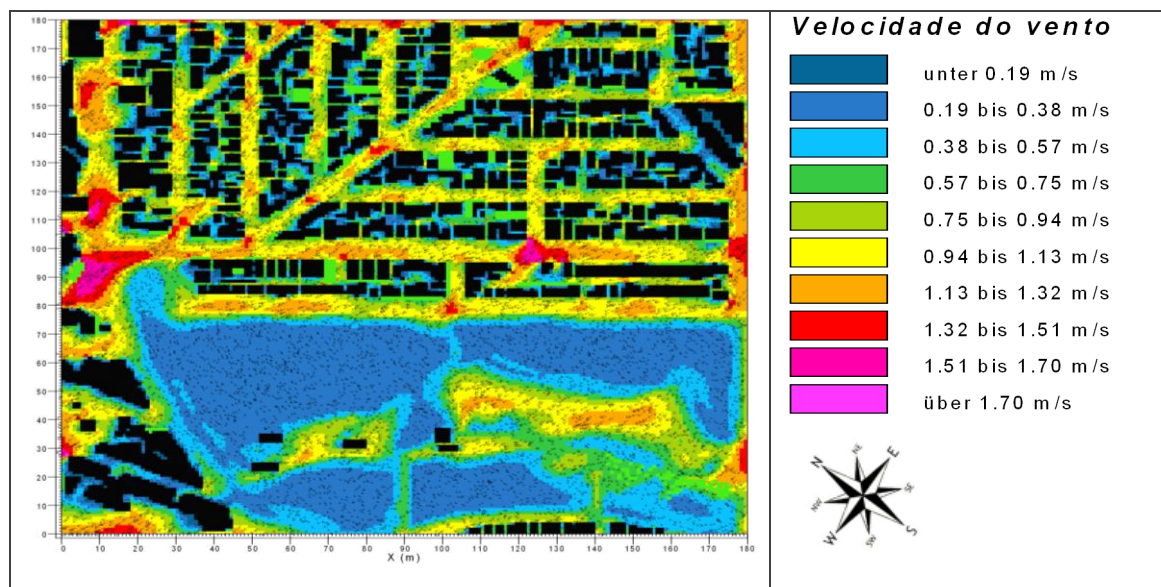 Velocidade do vento
unter 0.19 m/s
0.19 bis 0.38 m/s
0.38 bis 0.57 m/s
0.57 bis 0.75 m/s
0.75 bis 0.94 m/s
0.94 bis 1.13 m/s
1.13 bis 1.32 m/s
1.32 bis 1.51 m/s
1.51 bis 1.70 m/s
über 1.70 m/s
180
170
160
150
140
130
120
110
100
90
80
70
60
50
40
30
20
10
0
0 10 20 30 40 50 60 70 80 90 100 110 120 130 140 150 160 170 180
X (m)
N NE E
NW SE
W SW S